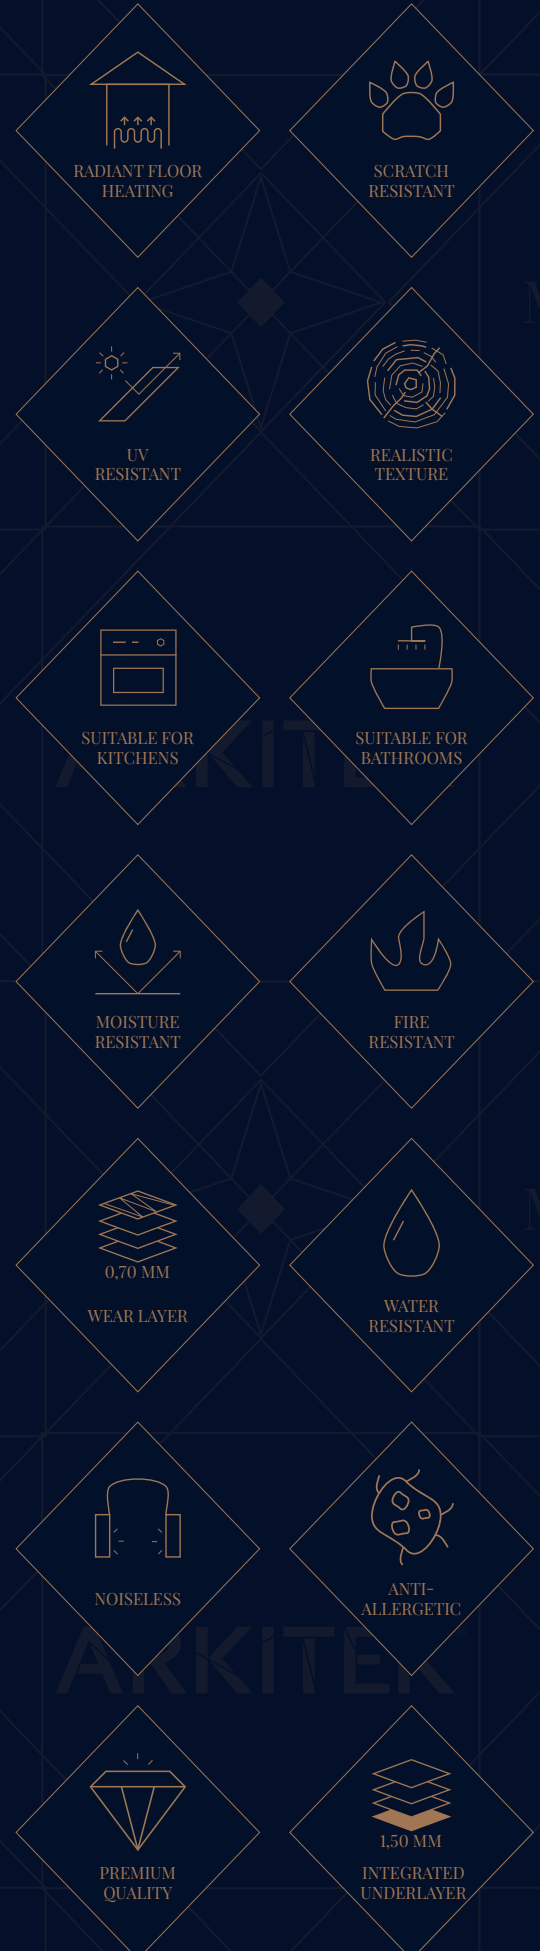 RADIANT FLOOR
HEATING
SCRATCH
RESISTANT
UV
RESISTANT
REALISTIC
TEXTURE
SUITABLE FOR
KITCHENS
SUITABLE FOR
BATHROOMS
MOISTURE
RESISTANT
FIRE
RESISTANT
0,70 MM
WEAR LAYER
WATER
RESISTANT
NOISELESS
ANTI-
ALLERGETIC
ARKITEK
PREMIUM
QUALITY
1,50 MM
INTEGRATED
UNDERLAYER